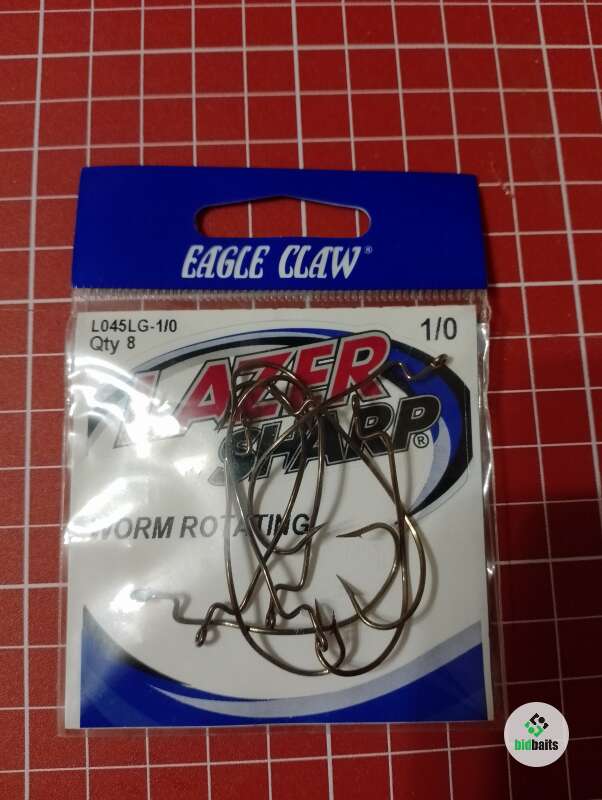 EAGLE CLAW®
L045LG-1/0
Qty 8
1/0
LAZER
SHARP®
WORM ROTATING
bidbaits